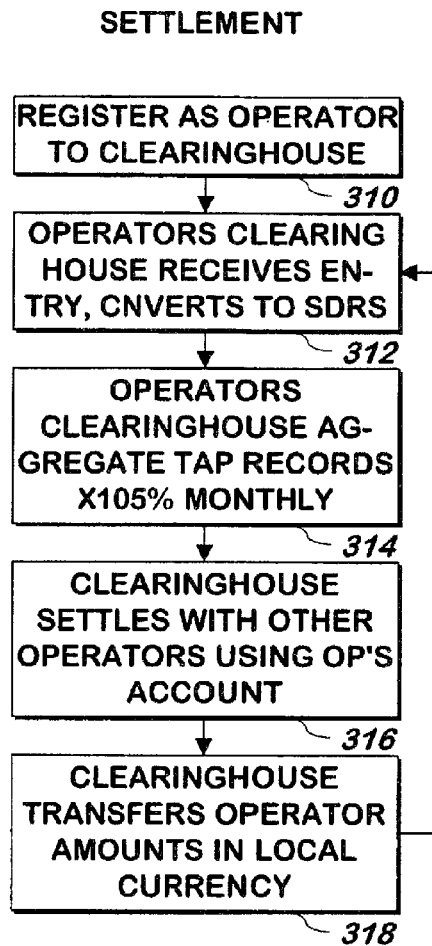 SETTLEMENT
REGISTER AS OPERATOR
TO CLEARINGHOUSE
310
OPERATORS CLEARING
HOUSE RECEIVES EN-
TRY, CNVERTS TO SDRS
312
OPERATORS
CLEARINGHOUSE AG-
GREGATE TAP RECORDS
X105% MONTHLY
314
CLEARINGHOUSE
SETTLES WITH OTHER
OPERATORS USING OP'S
ACCOUNT
316
CLEARINGHOUSE
TRANSFERS OPERATOR
AMOUNTS IN LOCAL
CURRENCY
318